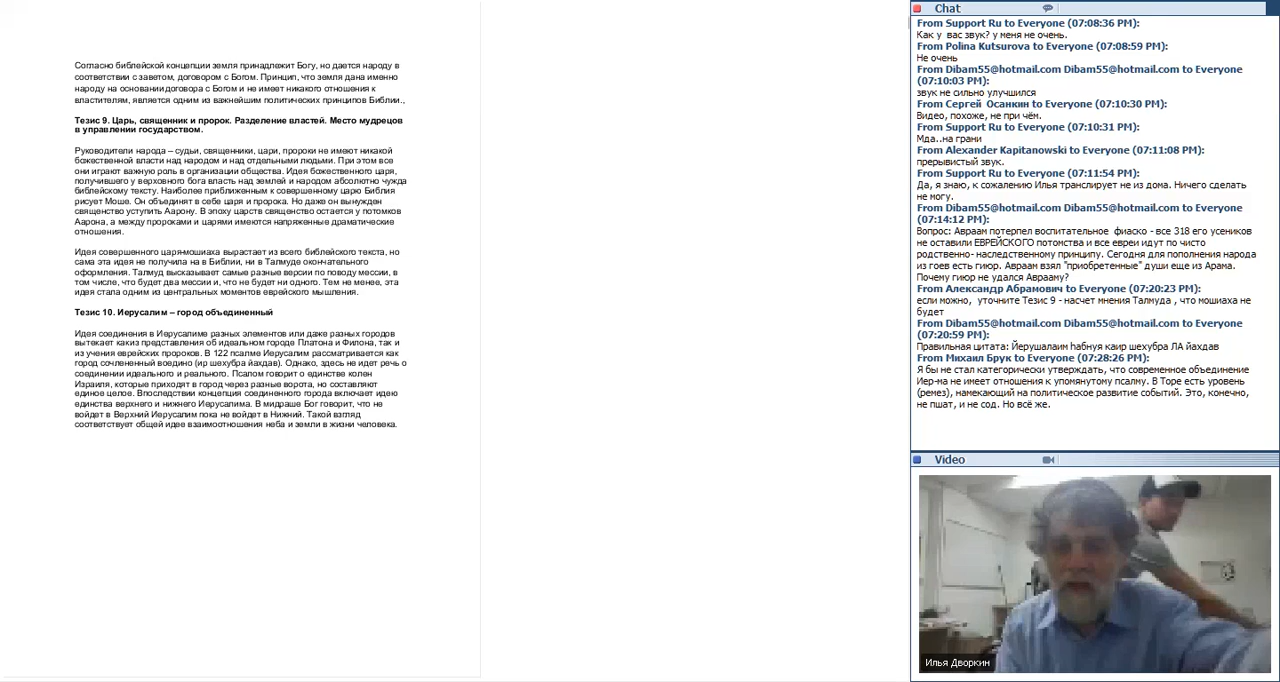 Согласно библейской концепции земля принадлежит Богу, но дается народу в
соответствии с заветом, договором с Богом. Принцип, что земля дана именно
народу на основании договора с Богом и не имеет никакого отношения к
властителям, является одним из важнейшим политических принципов Библии.,
Тезис 9. Царь, священник и пророк. Разделение властей. Место мудрецов
в управлении государством.
Руководители народа – судьи, священники, цари, пророки не имеют никакой
божественной власти над народом и над отдельными людьми. При этом все
они играют важную роль в организации общества. Идея божественного царя,
получившего у верховного бога власть над землей и народом абсолютно чужда
библейскому тексту. Наиболее приближенным к совершенному царю Библия
рисует Моше. Он объединят в себе царя и пророка. Но даже он вынужден
священство уступить Аарону. В эпоху царств священство остается у потомков
Аарона, а между пророками и царями имеются напряженные драматические
отношения.
Идея совершенного царя-мошиаха вырастает из всего библейского текста, но
сама эта идея не получила на в Библии, ни в Талмуде окончательного
оформления. Талмуд высказывает самые разные версии по поводу мессии, в
том числе, что будет два мессии и, что не будет ни одного. Тем не менее, эта
идея стала одним из центральных моментов еврейского мышления.
Тезис 10. Иерусалим – город объединенный
Идея соединения в Иерусалиме разных элементов или даже разных городов
вытекает какиз представления об идеальном городе Платона и Филона, так и
из учения еврейских пророков. В 122 псалме Иерусалим рассматривается как
город сочлененный воедино (ир шехубра йахдав). Однако, здесь не идет речь о
соединении идеального и реального. Псалом говорит о единстве колен
Израиля, которые приходят в город через разные ворота, но составляют
единое целое. Впоследствии концепция соединенного города включает идею
единства верхнего и нижнего Иерусалима. В мидраше Бог говорит, что не
войдет в Верхний Иерусалим пока не войдет в Нижний. Такой взгляд
соответствует общей идее взаимоотношения неба и земли в жизни человека.
Chat
From Support Ru to Everyone (07:08:36 PM):
Как у вас звук? у меня не очень.
From Polina Kutsurova to Everyone (07:08:59 PM):
Не очень
From Dibam55@hotmail.com Dibam55@hotmail.com to Everyone
(07:10:03 PM):
звук не сильно улучшился
From Сергей Осанкин to Everyone (07:10:30 PM):
Видео, похоже, не при чём.
From Support Ru to Everyone (07:10:31 PM):
Мда..на грани
From Alexander Kapitanowski to Everyone (07:11:08 PM):
прерывистый звук.
From Support Ru to Everyone (07:11:54 PM):
Да, я знаю, к сожалению Илья транслирует не из дома. Ничего сделать
не могу.
From Dibam55@hotmail.com Dibam55@hotmail.com to Everyone
(07:14:12 PM):
Вопрос: Авраам потерпел воспитательное фиаско - все 318 его усеников
не оставили ЕВРЕЙСКОГО потомства и все евреи идут по чисто
родственно- наследственному принципу. Сегодня для пополнения народа
из гоев есть гиюр. Авраам взял "приобретенные" души еще из Арама.
Почему гиюр не удался Аврааму?
From Александр Абрамович to Everyone (07:20:23 PM):
если можно, уточните Тезис 9 - насчет мнения Талмуда , что мошиаха не
будет
From Dibam55@hotmail.com Dibam55@hotmail.com to Everyone
(07:20:59 PM):
Правильная цитата: Йерушалаим hабнуя каир шехубра ЛА йахдав
From Михаил Брук to Everyone (07:28:26 PM):
Я бы не стал категорически утверждать, что современное объединение
Иер-ма не имеет отношения к упомянутому псалму. В Торе есть уровень
(ремез), намекающий на политическое развитие событий. Это, конечно,
не пшат, и не сод. Но всё же.
Video
Илья Дворкин